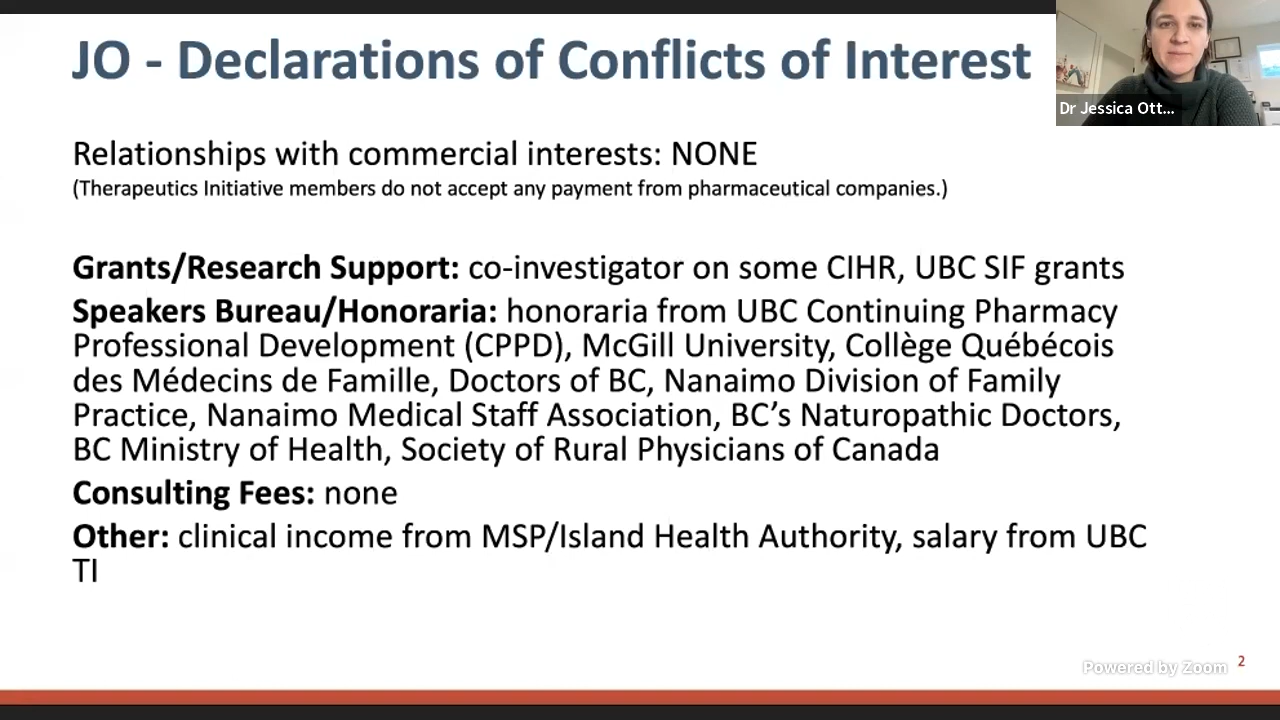 JO - Declarations of Conflicts of Interest
Dr Jessica Ott...
Relationships with commercial interests: NONE
(Therapeutics Initiative members do not accept any payment from pharmaceutical companies.)
Grants/Research Support: co-investigator on some CIHR, UBC SIF grants
Speakers Bureau/Honoraria: honoraria from UBC Continuing Pharmacy
Professional Development (CPPD), McGill University, Collège Québécois
des Médecins de Famille, Doctors of BC, Nanaimo Division of Family
Practice, Nanaimo Medical Staff Association, BC’s Naturopathic Doctors,
BC Ministry of Health, Society of Rural Physicians of Canada
Consulting Fees: none
Other: clinical income from MSP/Island Health Authority, salary from UBC
TI
Powered by Zoom
2